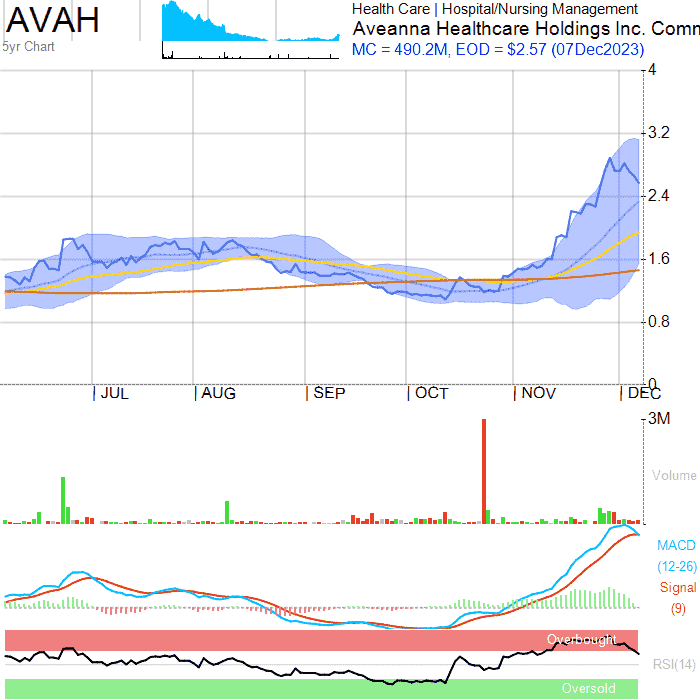 AVAH
5yr Chart
Health Care | Hospital/Nursing Management
Aveanna Healthcare Holdings Inc. Comm
MC = 490.2M, EOD = $2.57 (07Dec2023)
4
3.2
2.4
1.6
0.8
0
JUL AUG SEP OCT NOV DEC
3M
Volume
MACD
(12-26)
Signal
(9)
Overbought
RSI(14)
Oversold